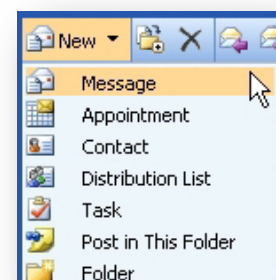 New
Message
Appointment
Contact
Distribution List
Task
Post in This Folder
Folder